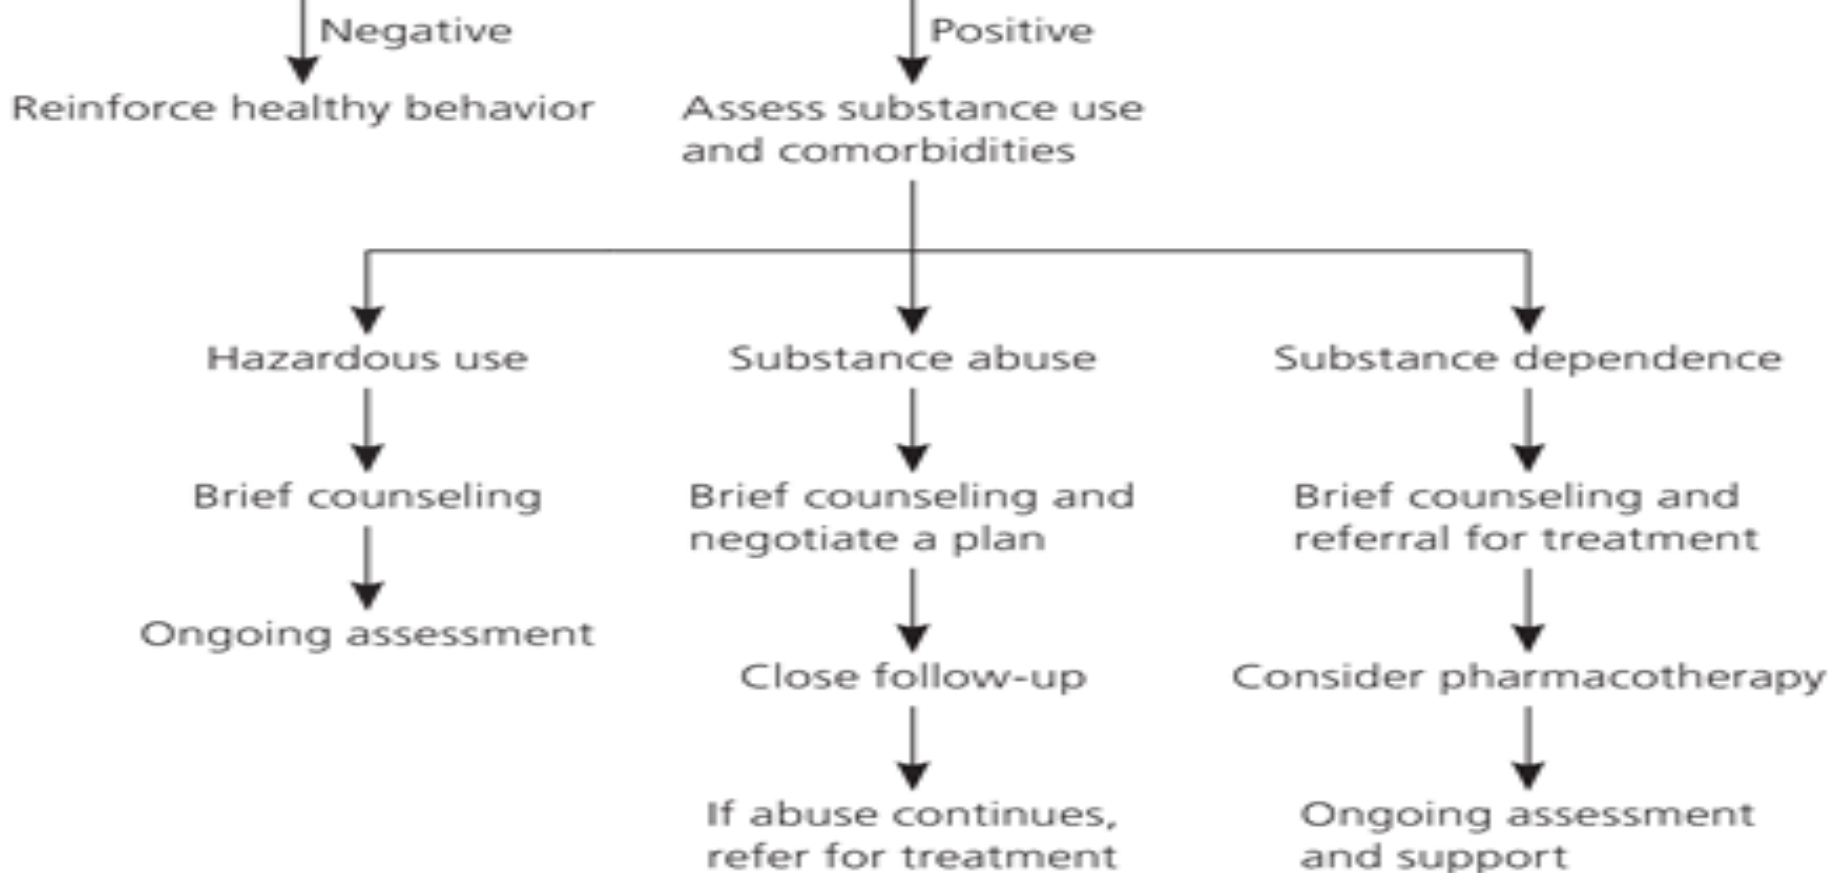 Negative
Positive
Reinforce healthy behavior
Assess substance use
and comorbidities
Hazardous use
Substance abuse
Substance dependence
Brief counseling
Brief counseling and
negotiate a plan
Brief counseling and
referral for treatment
Ongoing assessment
Close follow-up
Consider pharmacotherapy
If abuse continues,
refer for treatment
Ongoing assessment
and support